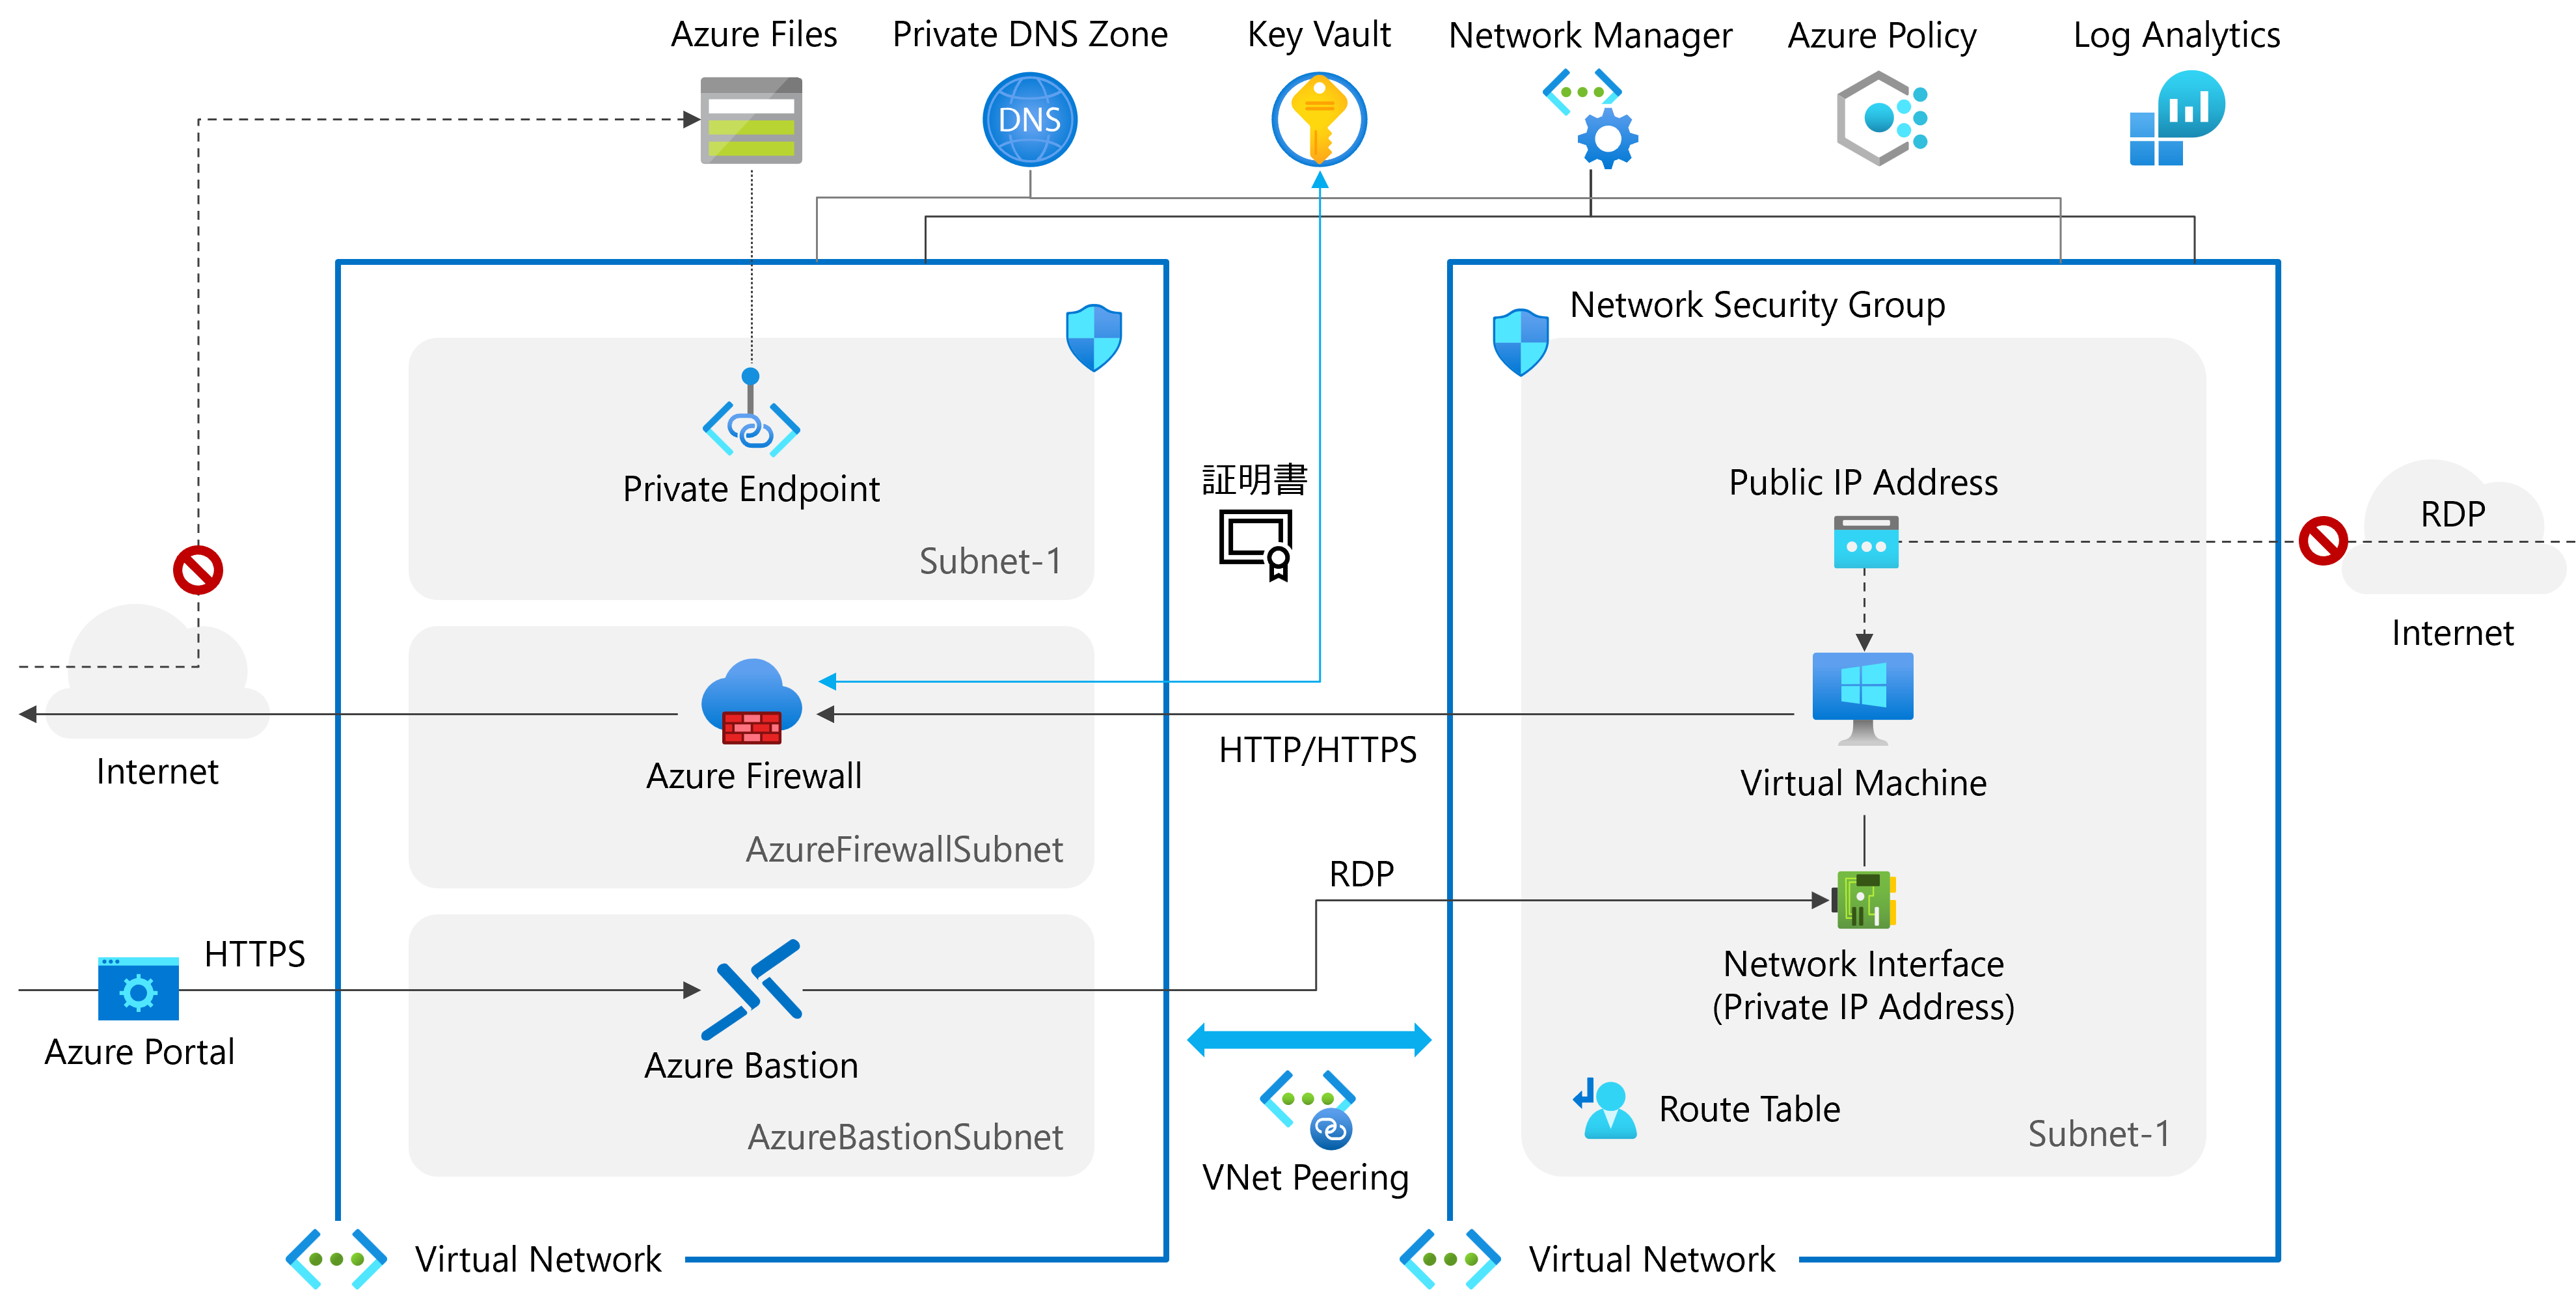 Azure Files
Private DNS Zone
Key Vault
Network Manager
Azure Policy
Log Analytics
DNS
Network Security Group
Private Endpoint
Subnet-1
証明書
Public IP Address
RDP
Internet
Internet
Azure Firewall
AzureFirewallSubnet
HTTP/HTTPS
Virtual Machine
RDP
HTTPS
Azure Portal
Azure Bastion
AzureBastionSubnet
Network Interface
(Private IP Address)
Route Table
Subnet-1
VNet Peering
Virtual Network
Virtual Network